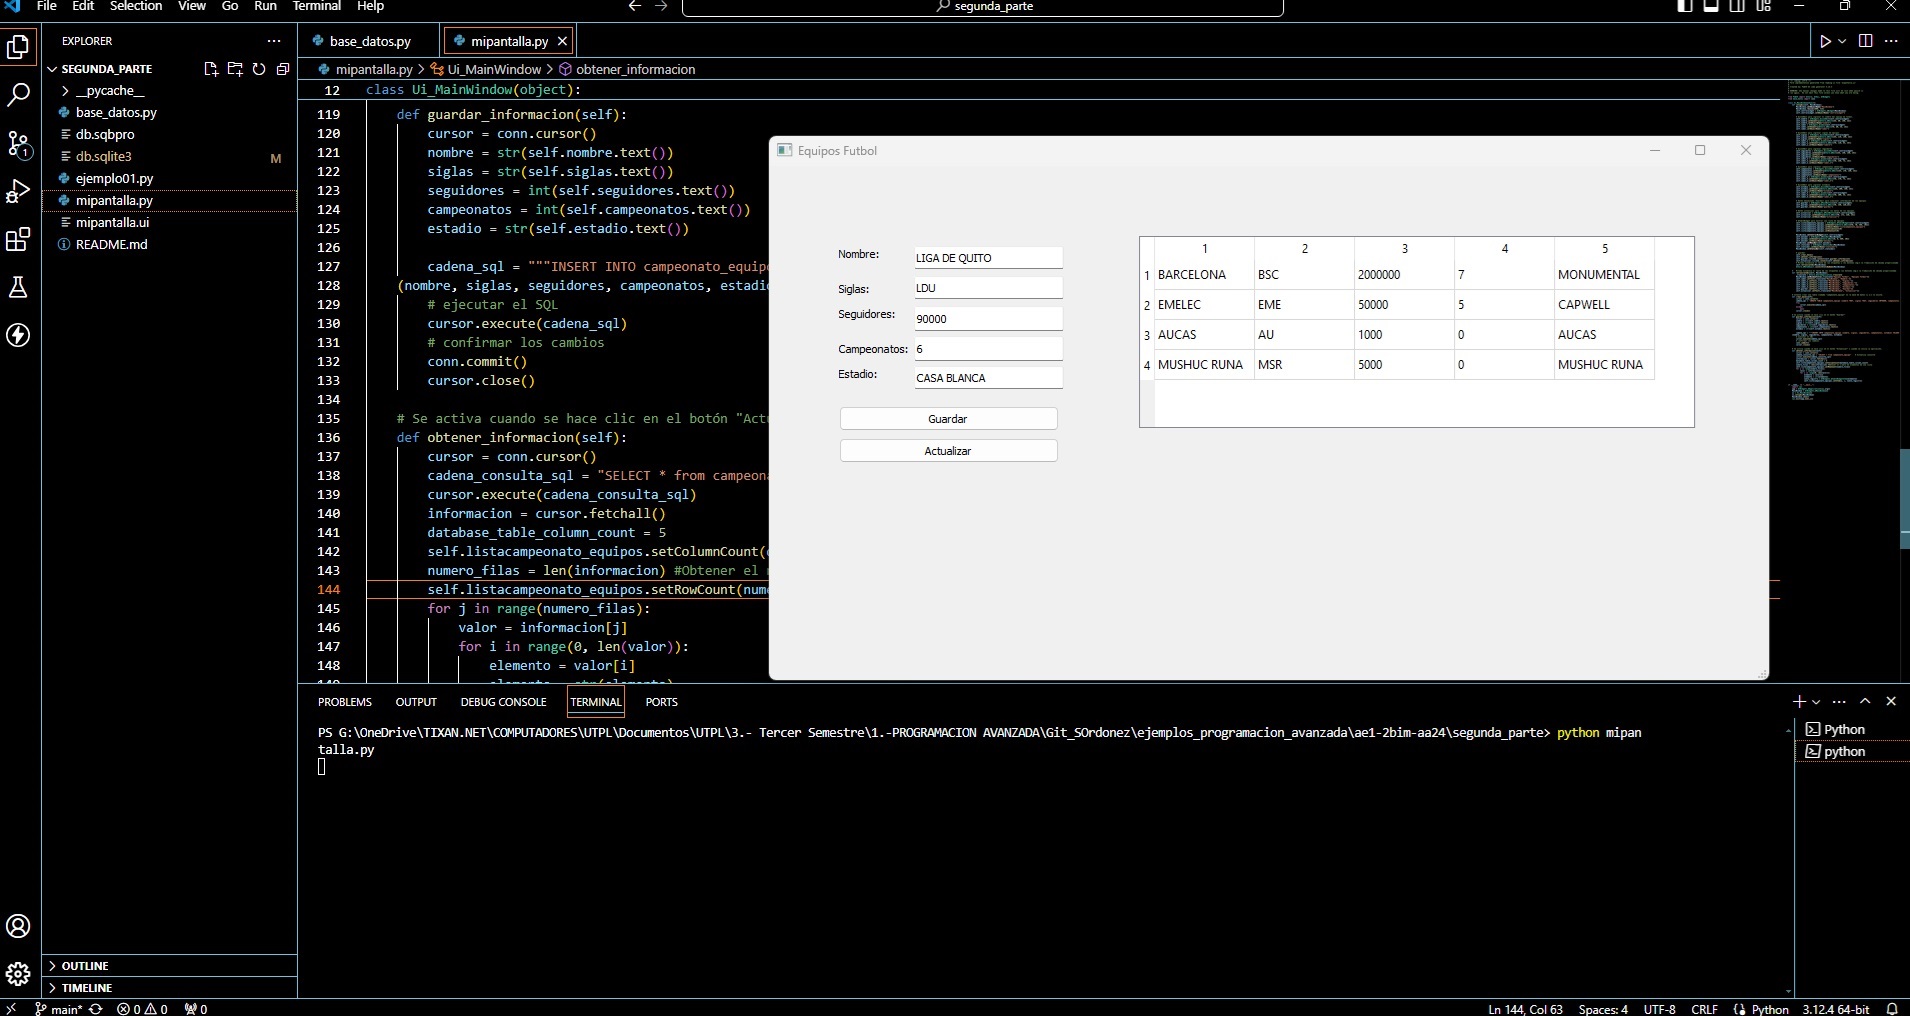 File Edit Selection View Go Run Terminal Help
segunda_parte
EXPLORER
SEGUNDA_PARTE
__pycache__
base_datos.py
db.sqbpro
db.sqlite3 M
ejemplo01.py
mipantalla.py
mipantalla.ui
README.md
OUTLINE
TIMELINE
1
base_datos.py
mipantalla.py
mipantalla.py > Ui_MainWindow > obtener_informacion
12 class Ui_MainWindow(object):
119 def guardar_informacion(self):
120 cursor = conn.cursor()
121 nombre = str(self.nombre.text())
122 siglas = str(self.siglas.text())
123 seguidores = int(self.seguidores.text())
124 campeonatos = int(self.campeonatos.text())
125 estadio = str(self.estadio.text())
126
127 cadena_sql = """INSERT INTO campeonato_equipo
128 (nombre, siglas, seguidores, campeonatos, estadio
129 # ejecutar el SQL
130 cursor.execute(cadena_sql)
131 # confirmar los cambios
132 conn.commit()
133 cursor.close()
134
135 # Se activa cuando se hace clic en el botón "Actu
136 def obtener_informacion(self):
137 cursor = conn.cursor()
138 cadena_consulta_sql = "SELECT * from campeona
139 cursor.execute(cadena_consulta_sql)
140 informacion = cursor.fetchall()
141 database_table_column_count = 5
142 self.listacampeonato_equipos.setColumnCount(
143 numero_filas = len(informacion) #Obtener el
144 self.listacampeonato_equipos.setRowCount(nume
145 for j in range(numero_filas):
146 valor = informacion[j]
147 for i in range(0, len(valor)):
148 elemento = valor[i]
Equipos Futbol
Nombre: LIGA DE QUITO
Siglas: LDU
Seguidores: 90000
Campeonatos: 6
Estadio: CASA BLANCA
Guardar
Actualizar
1 2 3 4 5
1 BARCELONA BSC 2000000 7 MONUMENTAL
2 EMELEC EME 50000 5 CAPWELL
3 AUCAS AU 1000 0 AUCAS
4 MUSHUC RUNA MSR 5000 0 MUSHUC RUNA
PROBLEMS OUTPUT DEBUG CONSOLE TERMINAL PORTS
PS G:\OneDrive\TIXAN.NET\COMPUTADORES\UTPL\Documentos\UTPL\3.- Tercer Semestre\1.-PROGRAMACION AVANZADA\Git_SOrdonez\ejemplos_programacion_avanzada\ae1-2bim-aa24\segunda_parte> python mipan
talla.py
Python
python
main* 0 0 0
Ln 144, Col 63 Spaces: 4 UTF-8 CRLF Python 3.12.4 64-bit